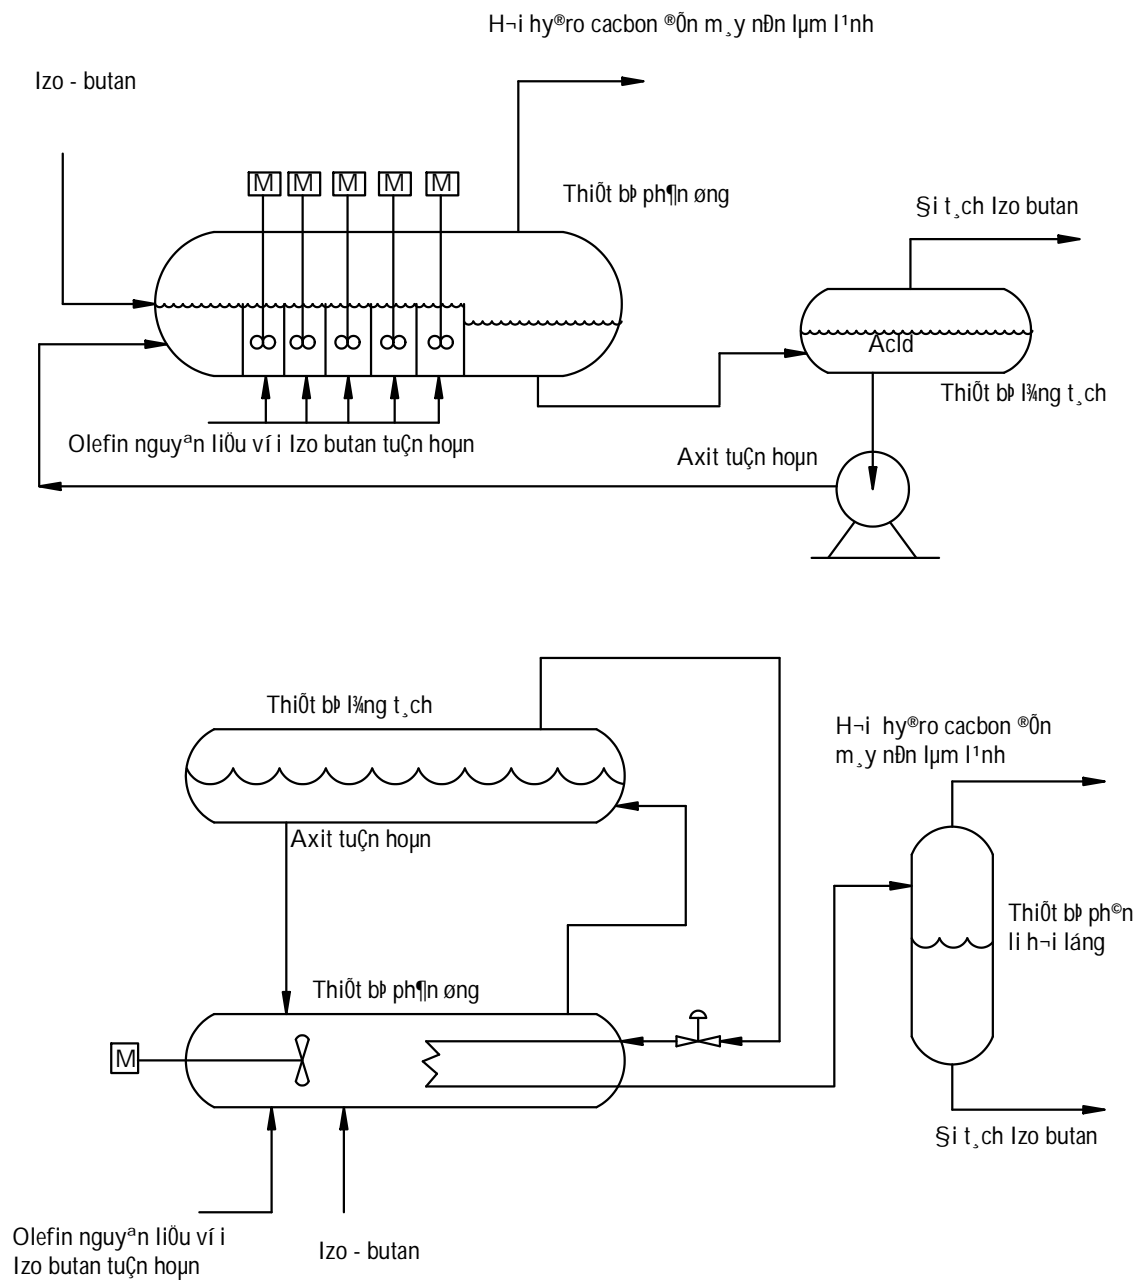 H¬i hy®ro cacbon ®Õn m¸y nÐn lµm l¹nh
Izo - butan
M M M M M
ThiÕt bÞ ph¶n øng
§i t¸ch Izo butan
Acid
ThiÕt bÞ l¾ng t¸ch
Olefin nguyªn liÖu ví i Izo butan tuÇn hoµn
Axit tuÇn hoµn
ThiÕt bÞ l¾ng t¸ch
H¬i hy®ro cacbon ®Õn
m¸y nÐn lµm l¹nh
Axit tuÇn hoµn
ThiÕt bÞ ph©n
li h¬i láng
ThiÕt bÞ ph¶n øng
M
§i t¸ch Izo butan
Olefin nguyªn liÖu ví i
Izo butan tuÇn hoµn
Izo - butan